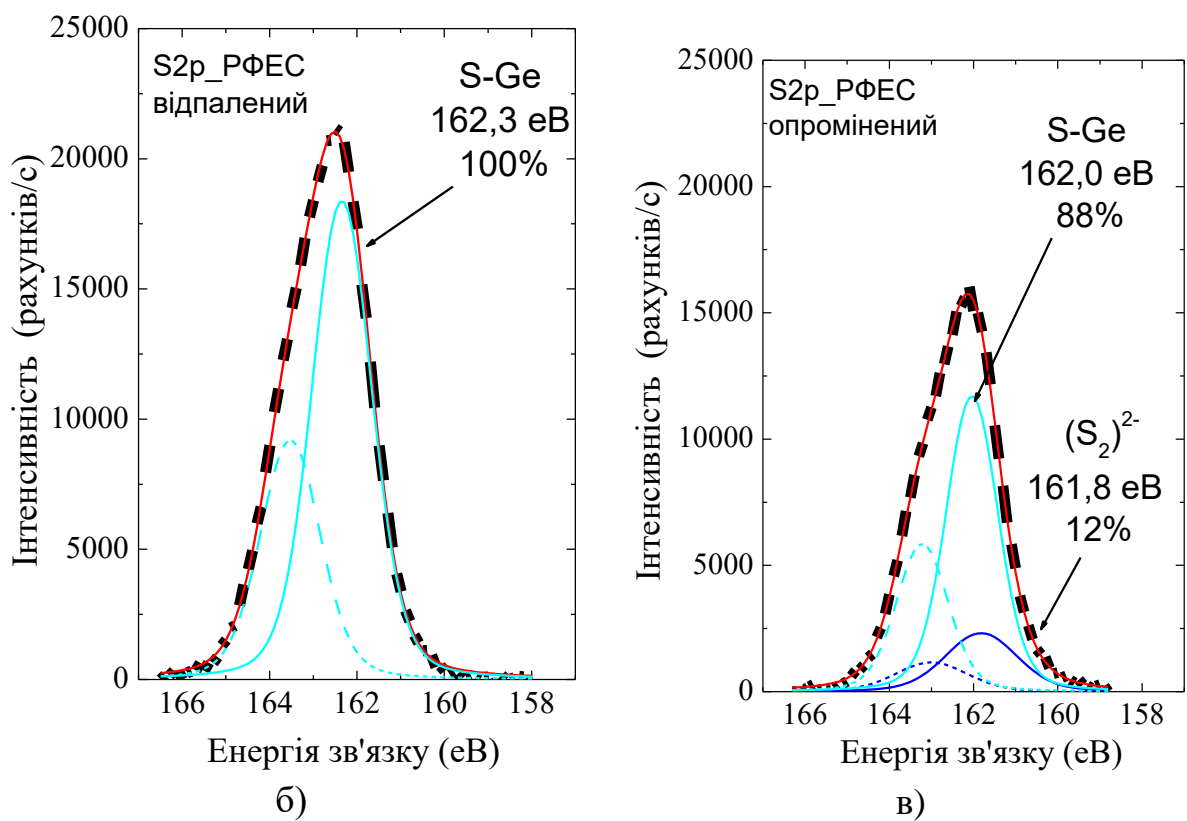 25000
20000
15000
10000
5000
0
Інтенсивність (рахунків/с)
S2p_РФЕС
відпалений
S-Ge
162,3 еВ
100%
166 164 162 160 158
Енергія зв'язку (еВ)
б)
25000
20000
15000
10000
5000
0
Інтенсивність (рахунків/с)
S2p_РФЕС
опромінений
S-Ge
162,0 еВ
88%
(S₂)²⁻
161,8 еВ
12%
166 164 162 160 158
Енергія зв'язку (еВ)
в)